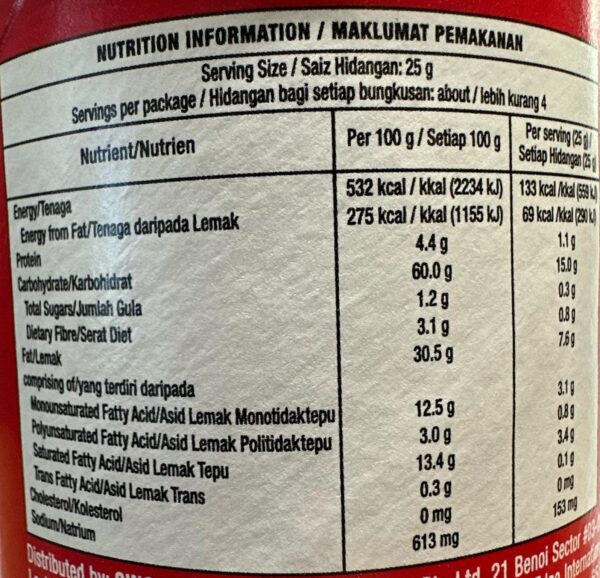 NUTRITION INFORMATION / MAKLUMAT PEMAKANAN
Serving Size / Saiz Hidangan: 25 g
Servings per package / Hidangan bagi setiap bungkusan: about / lebih kurang 4
Nutrient/Nutrien Per 100 g / Setiap 100 g Per serving (25 g)/
Setiap Hidangan (25 g)
Energy/Tenaga 532 kcal / kkal (2234 kJ) 133 kcal /kkal (559 kJ)
Energy from Fat/Tenaga daripada Lemak 275 kcal / kkal (1155 kJ) 69 kcal /kkal (290 kJ)
Protein 4.4 g 1.1 g
Carbohydrate/Karbohidrat 60.0 g 15.0 g
Total Sugars/Jumlah Gula 1.2 g 0.3 g
Dietary Fibre/Serat Diet 3.1 g 0.8 g
Fat/Lemak 30.5 g 7.6 g
comprising of/yang terdiri daripada
Monounsaturated Fatty Acid/Asid Lemak Monotidaktepu 12.5 g 3.1 g
Polyunsaturated Fatty Acid/Asid Lemak Politidaktepu 3.0 g 0.8 g
Saturated Fatty Acid/Asid Lemak Tepu 13.4 g 3.4 g
Trans Fatty Acid/Asid Lemak Trans 0.3 g 0.1 g
Cholesterol/Kolesterol 0 mg 0 mg
Sodium/Natrium 613 mg 153 mg
Distributed by: Ltd, 21 Benoi Sector